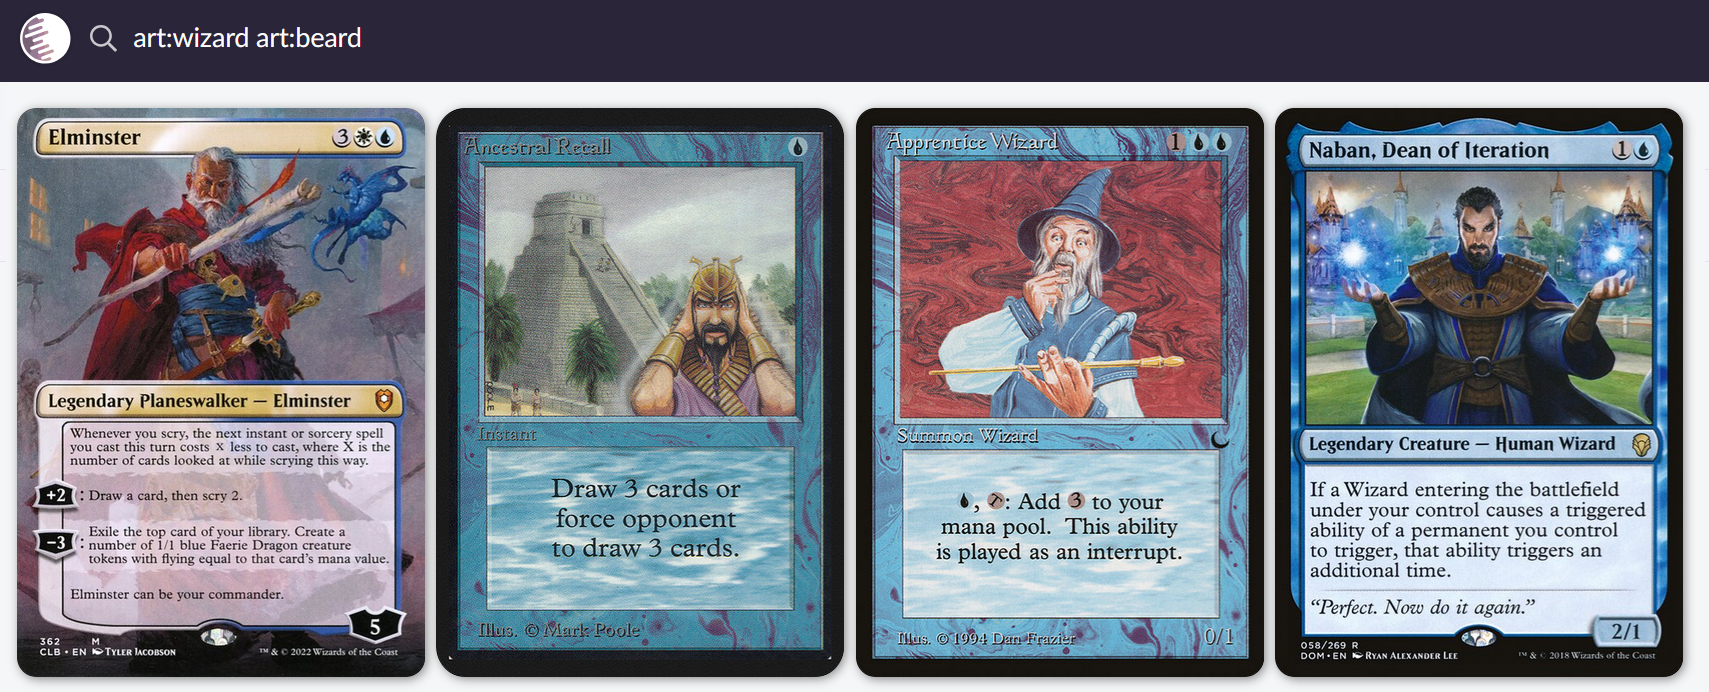 art:wizard art:beard
Elminster 3
Legendary Planeswalker — Elminster
Whenever you scry, the next instant or sorcery spell
you cast this turn costs X less to cast, where X is the
number of cards looked at while scrying this way.
+2: Draw a card, then scry 2.
−3: Exile the top card of your library. Create a
number of 1/1 blue Faerie Dragon creature
tokens with flying equal to that card's mana value.
Elminster can be your commander.
5
362 M
CLB • EN Tyler Jacobson
™ & © 2022 Wizards of the Coast
Ancestral Recall
Instant
Draw 3 cards or
force opponent
to draw 3 cards.
Illus. © Mark Poole
Apprentice Wizard 1
Summon Wizard
, : Add 3 to your
mana pool. This ability
is played as an interrupt.
Illus. © 1994 Dan Frazier 0/1
Naban, Dean of Iteration 1
Legendary Creature — Human Wizard
If a Wizard entering the battlefield
under your control causes a triggered
ability of a permanent you control
to trigger, that ability triggers an
additional time.
“Perfect. Now do it again.”
2/1
058/269 R
DOM • EN Ryan Alexander Lee
™ & © 2018 Wizards of the Coast